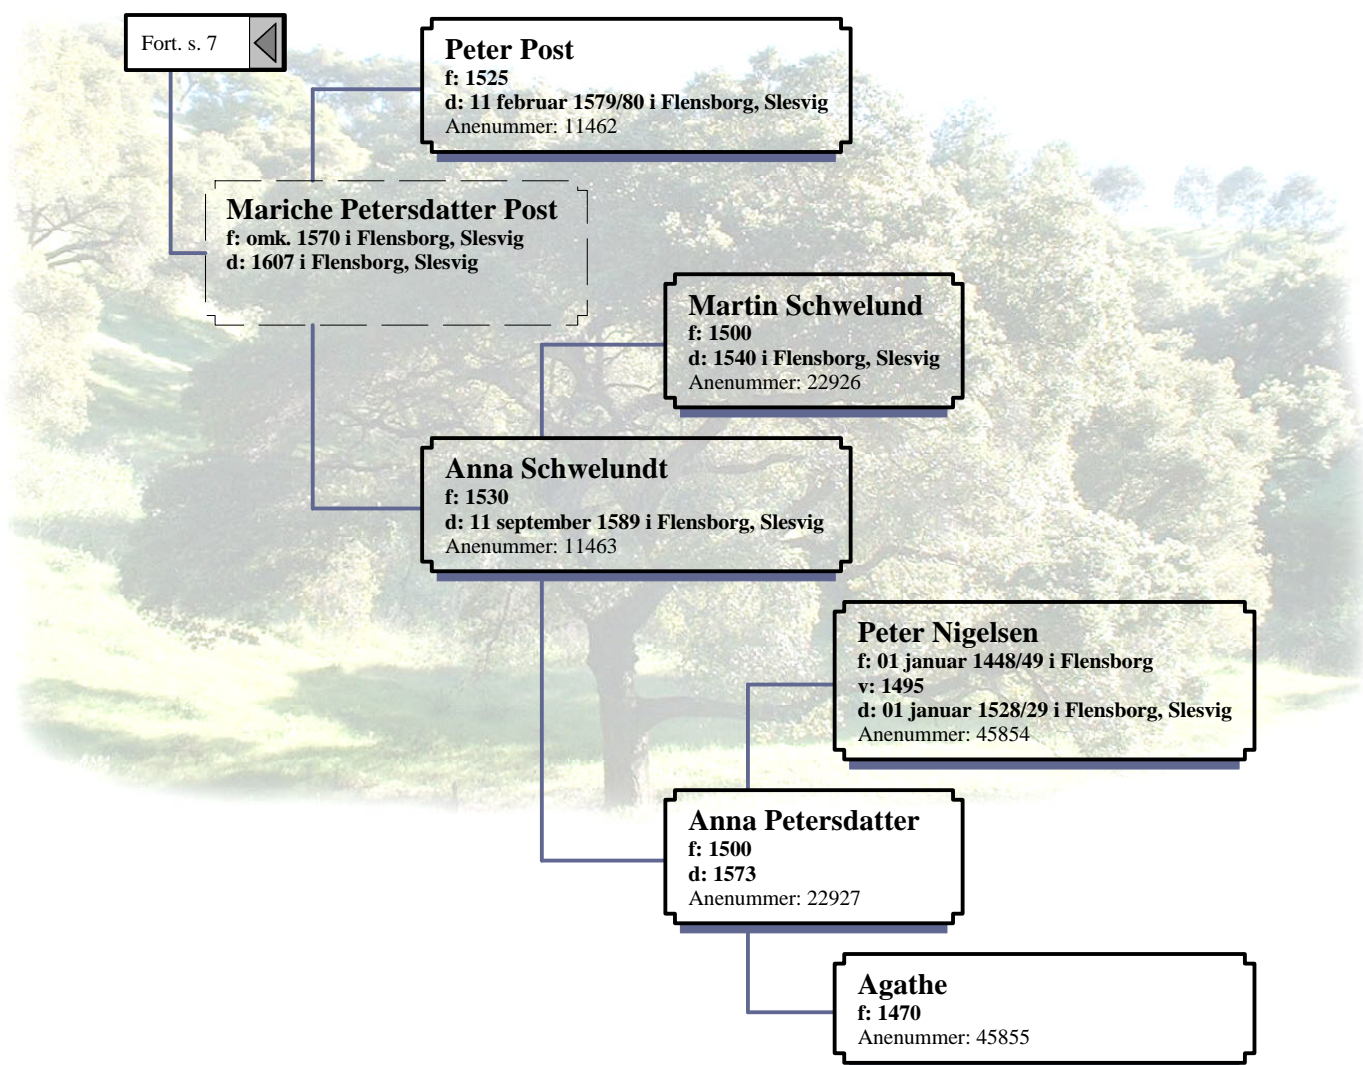 Fort. s. 7
Peter Post
f: 1525
d: 11 februar 1579/80 i Flensborg, Slesvig
Anenummer: 11462
Mariche Petersdatter Post
f: omk. 1570 i Flensborg, Slesvig
d: 1607 i Flensborg, Slesvig
Martin Schwelund
f: 1500
d: 1540 i Flensborg, Slesvig
Anenummer: 22926
Anna Schwelundt
f: 1530
d: 11 september 1589 i Flensborg, Slesvig
Anenummer: 11463
Peter Nigelsen
f: 01 januar 1448/49 i Flensborg
v: 1495
d: 01 januar 1528/29 i Flensborg, Slesvig
Anenummer: 45854
Anna Petersdatter
f: 1500
d: 1573
Anenummer: 22927
Agathe
f: 1470
Anenummer: 45855